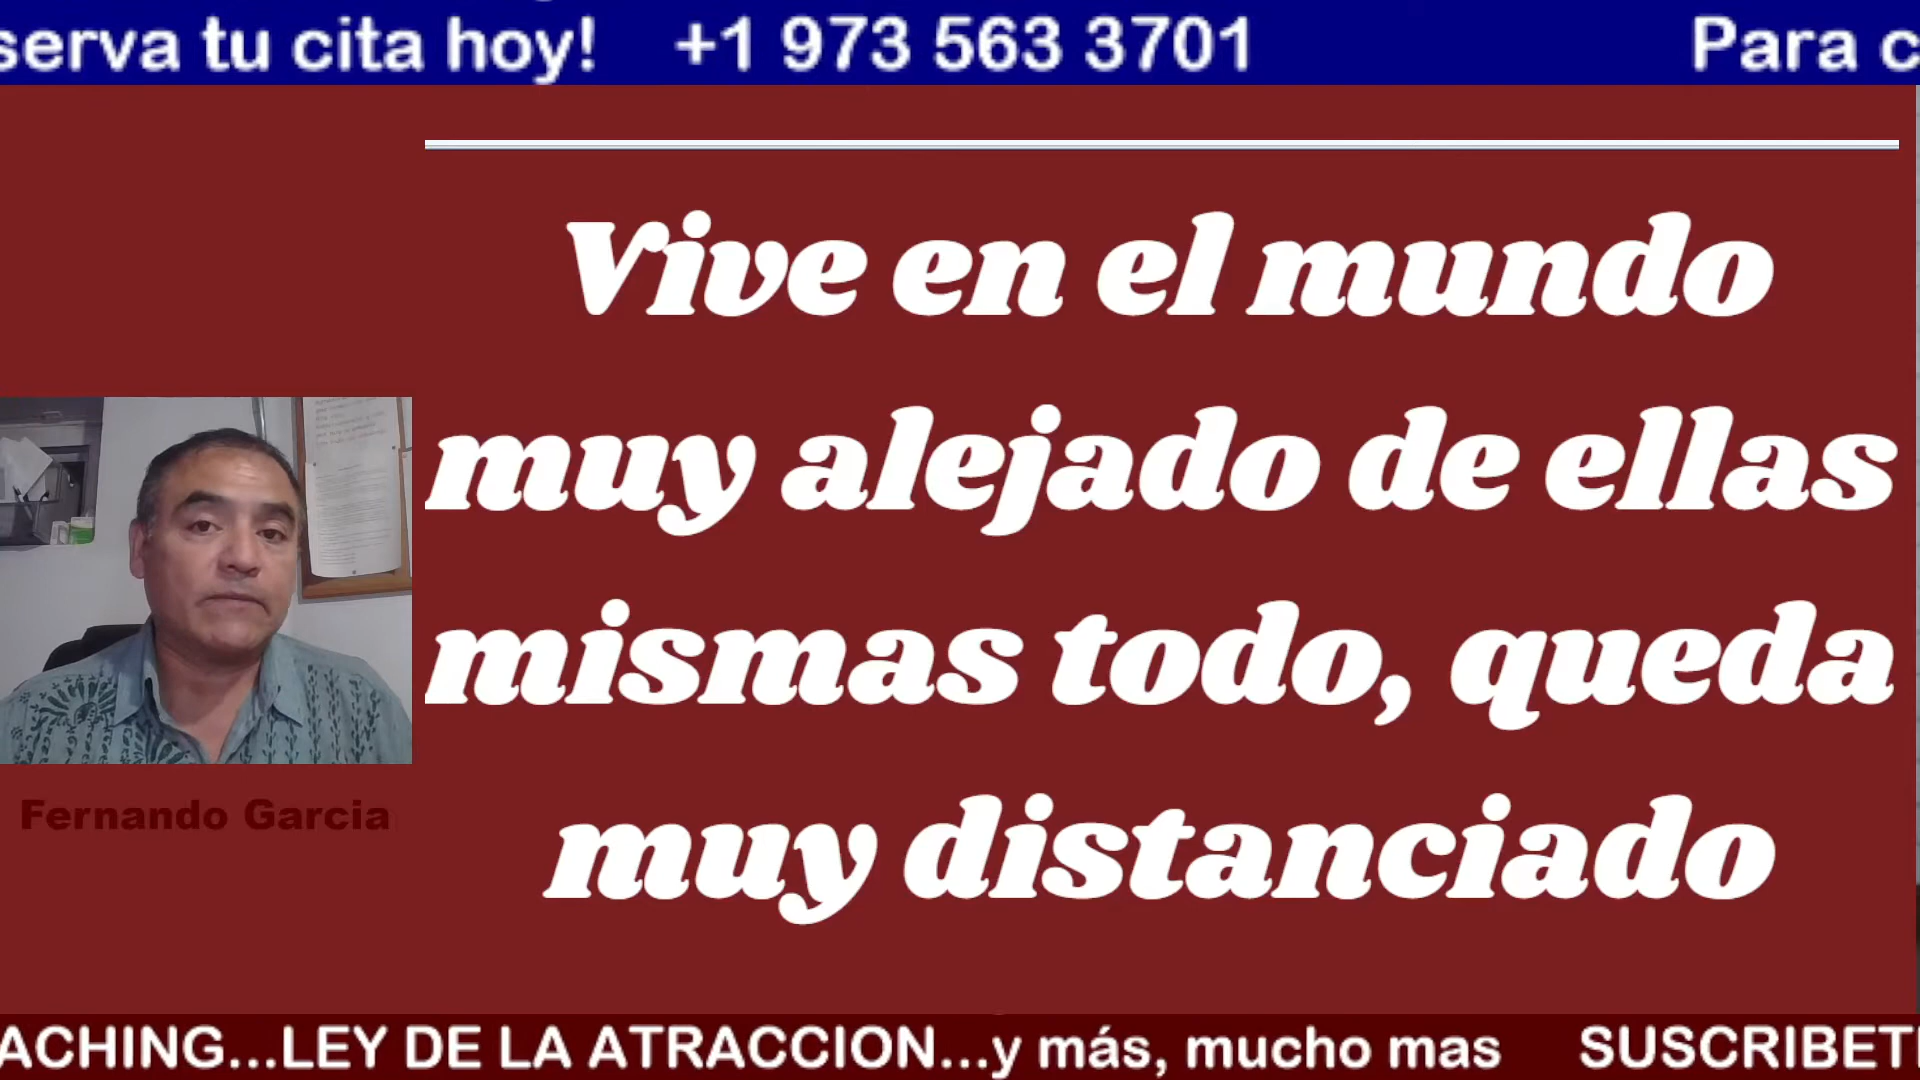 serva tu cita hoy! +1 973 563 3701 Para c
Vive en el mundo
muy alejado de ellas
mismas todo, queda
muy distanciado
Fernando Garcia
ACHING...LEY DE LA ATRACCION...y más, mucho mas SUSCRIBET